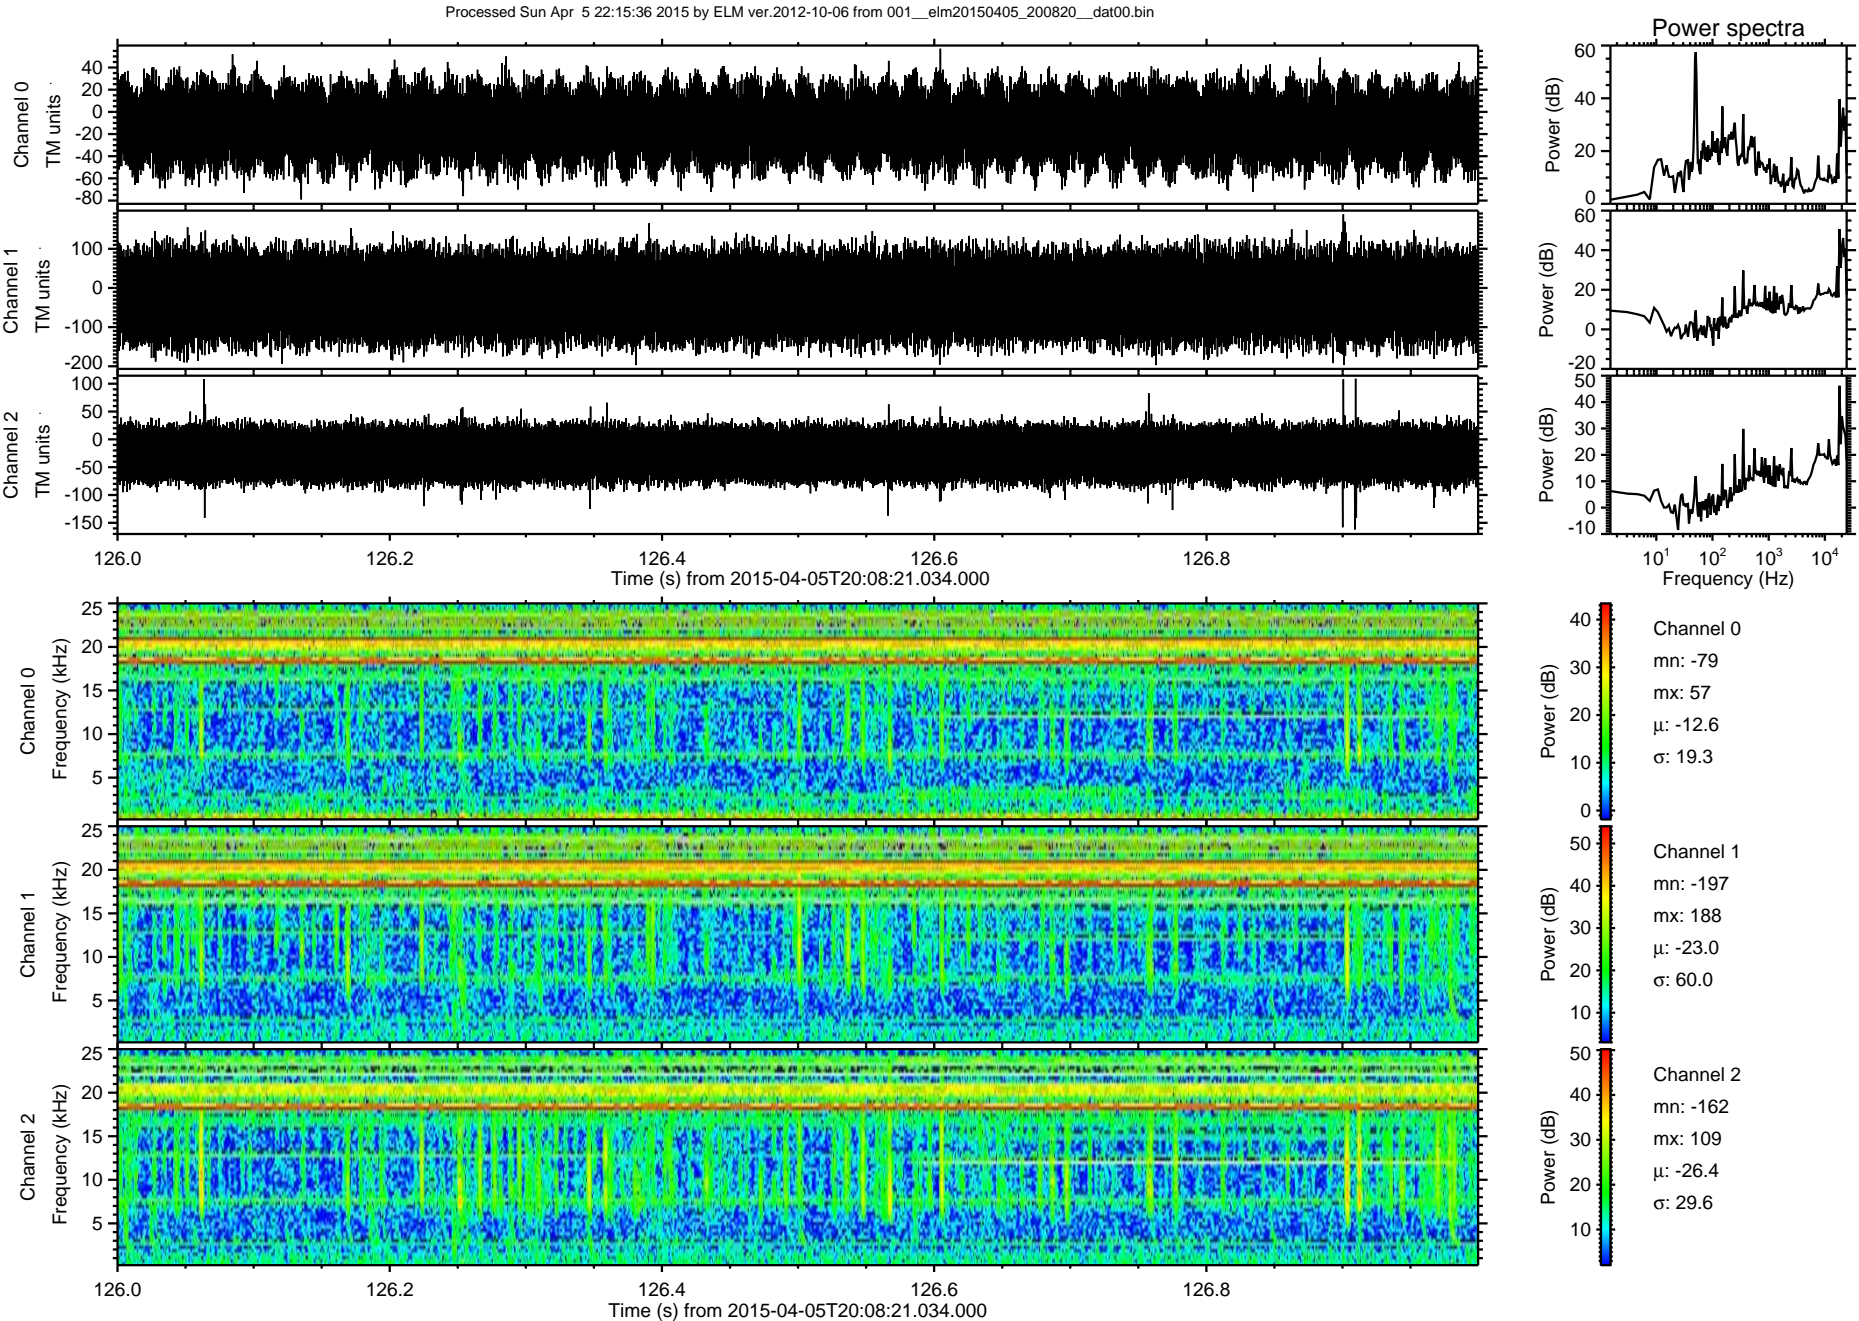 Processed Sun Apr  5 22:15:36 2015 by ELM ver.2012-10-06 from 001__elm20150405_200820__dat00.bin
Power spectra
Channel 0
TM units
40
20
0
-20
-40
-60
-80
Power (dB)
60
40
20
0
Channel 1
TM units
100
0
-100
-200
Power (dB)
60
40
20
0
-20
Channel 2
TM units
100
50
0
-50
-100
-150
Power (dB)
50
40
30
20
10
0
-10
126.0 126.2 126.4 126.6 126.8
Time (s) from 2015-04-05T20:08:21.034.000
10^1 10^2 10^3 10^4
Frequency (Hz)
Channel 0
Frequency (kHz)
25
20
15
10
5
Power (dB)
40
30
20
10
0
Channel 0
mn: -79
mx: 57
μ: -12.6
σ: 19.3
Channel 1
Frequency (kHz)
25
20
15
10
5
Power (dB)
50
40
30
20
10
Channel 1
mn: -197
mx: 188
μ: -23.0
σ: 60.0
Channel 2
Frequency (kHz)
25
20
15
10
5
Power (dB)
50
40
30
20
10
Channel 2
mn: -162
mx: 109
μ: -26.4
σ: 29.6
126.0 126.2 126.4 126.6 126.8
Time (s) from 2015-04-05T20:08:21.034.000